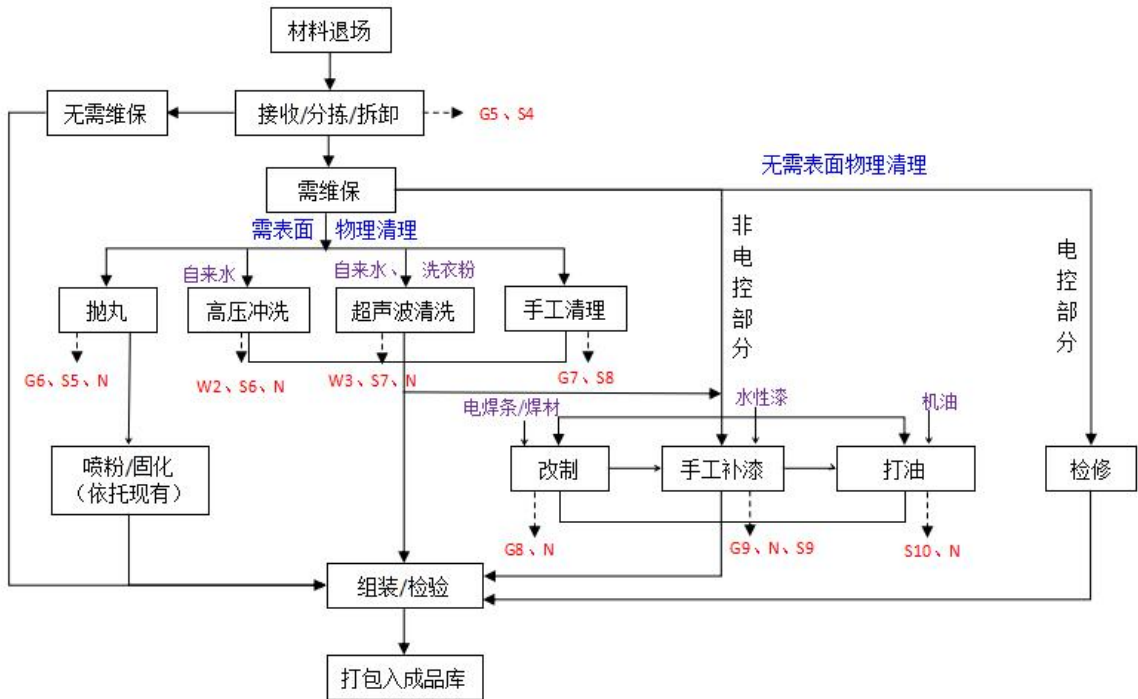 材料退场
无需维保
接收/分拣/拆卸
G5、S4
需维保
无需表面物理清理
需表面 物理清理
非电控部分
电控部分
自来水
自来水、 洗衣粉
抛丸
高压冲洗
超声波清洗
手工清理
G6、S5、N
W2、S6、N
W3、S7、N
G7、S8
电焊条/焊材
水性漆
机油
喷粉/固化
（依托现有）
改制
手工补漆
打油
检修
G8、N
G9、N、S9
S10、N
组装/检验
打包入成品库